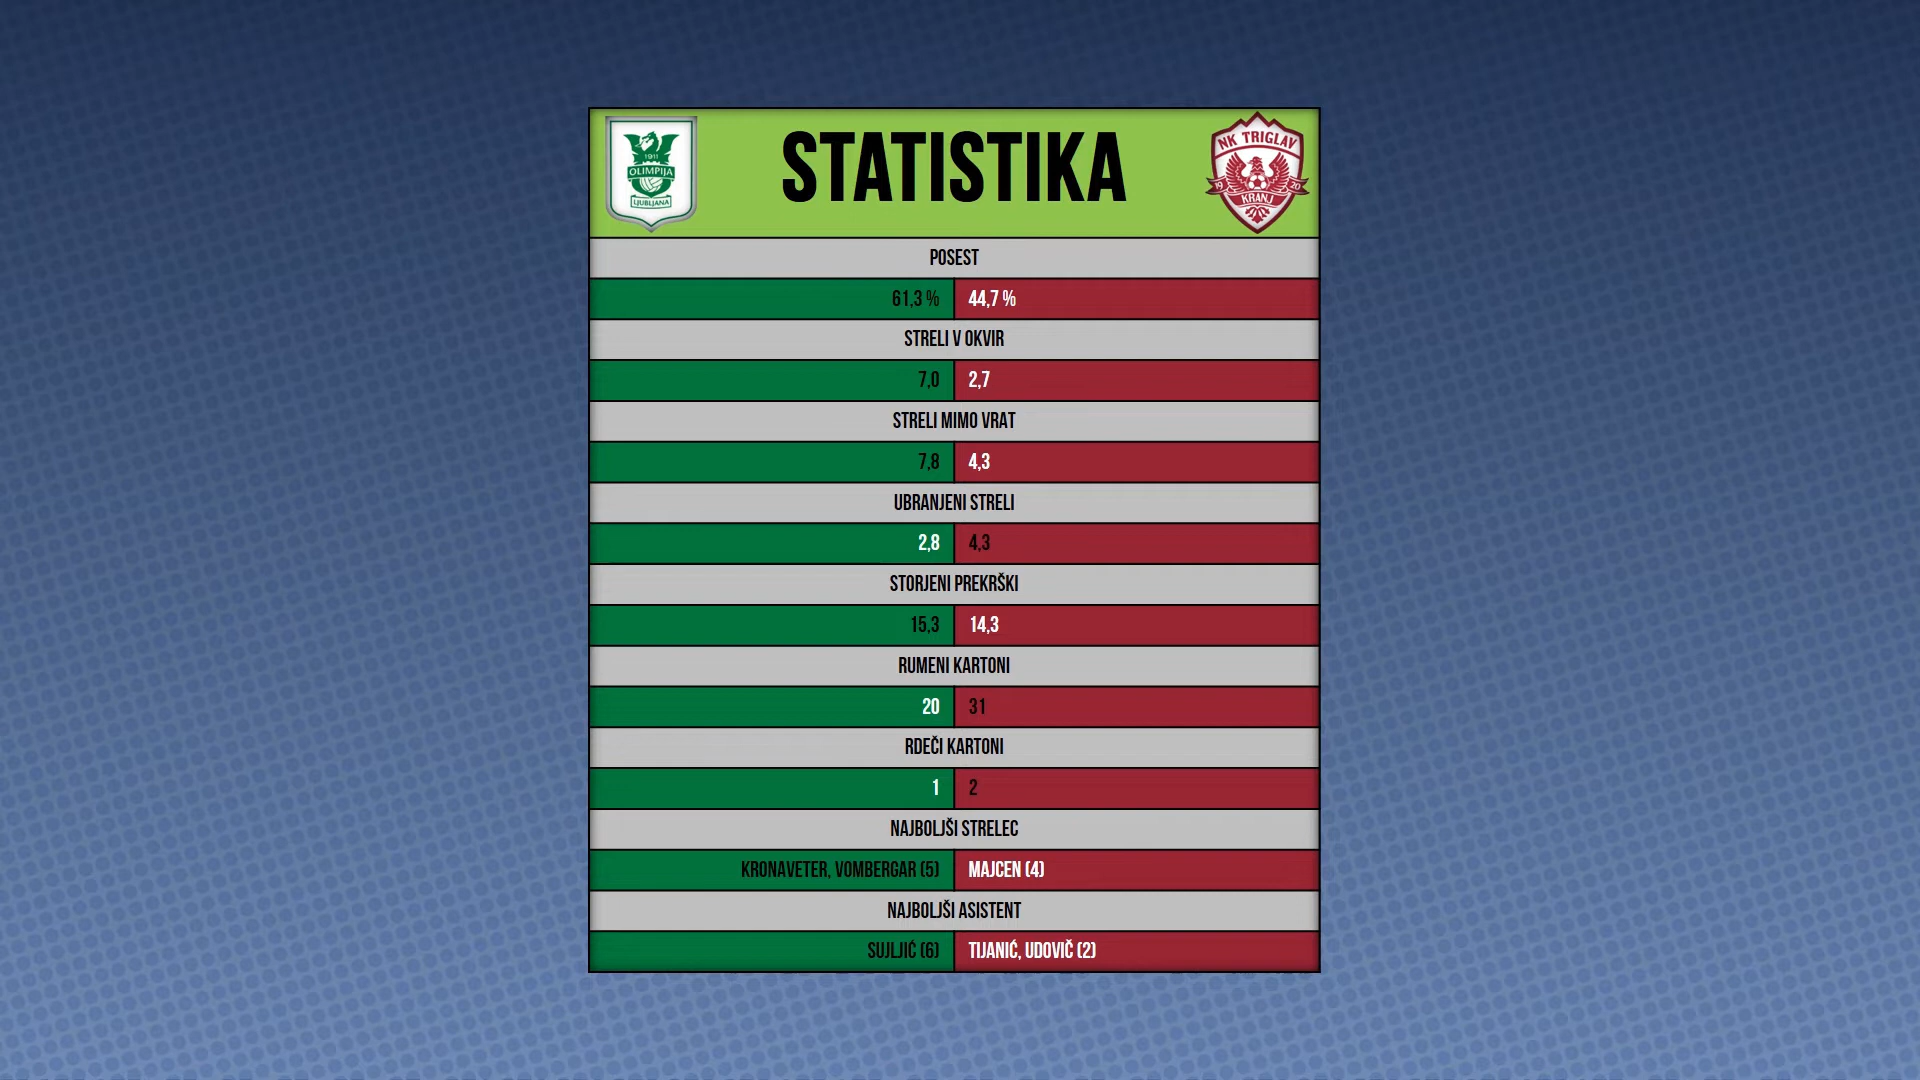 1911
OLIMPIJA
LJUBLJANA
STATISTIKA
NK TRIGLAV
19 20
KRANJ
POSEST
61,3 % 44,7 %
STRELI V OKVIR
7,0 2,7
STRELI MIMO VRAT
7,8 4,3
UBRANJENI STRELI
2,8 4,3
STORJENI PREKRŠKI
15,3 14,3
RUMENI KARTONI
20 31
RDEČI KARTONI
1 2
NAJBOLJŠI STRELEC
KRONAVETER, VOMBERGAR (5) MAJCEN (4)
NAJBOLJŠI ASISTENT
SULJIĆ (6) TIJANIĆ, UDOVIČ (2)